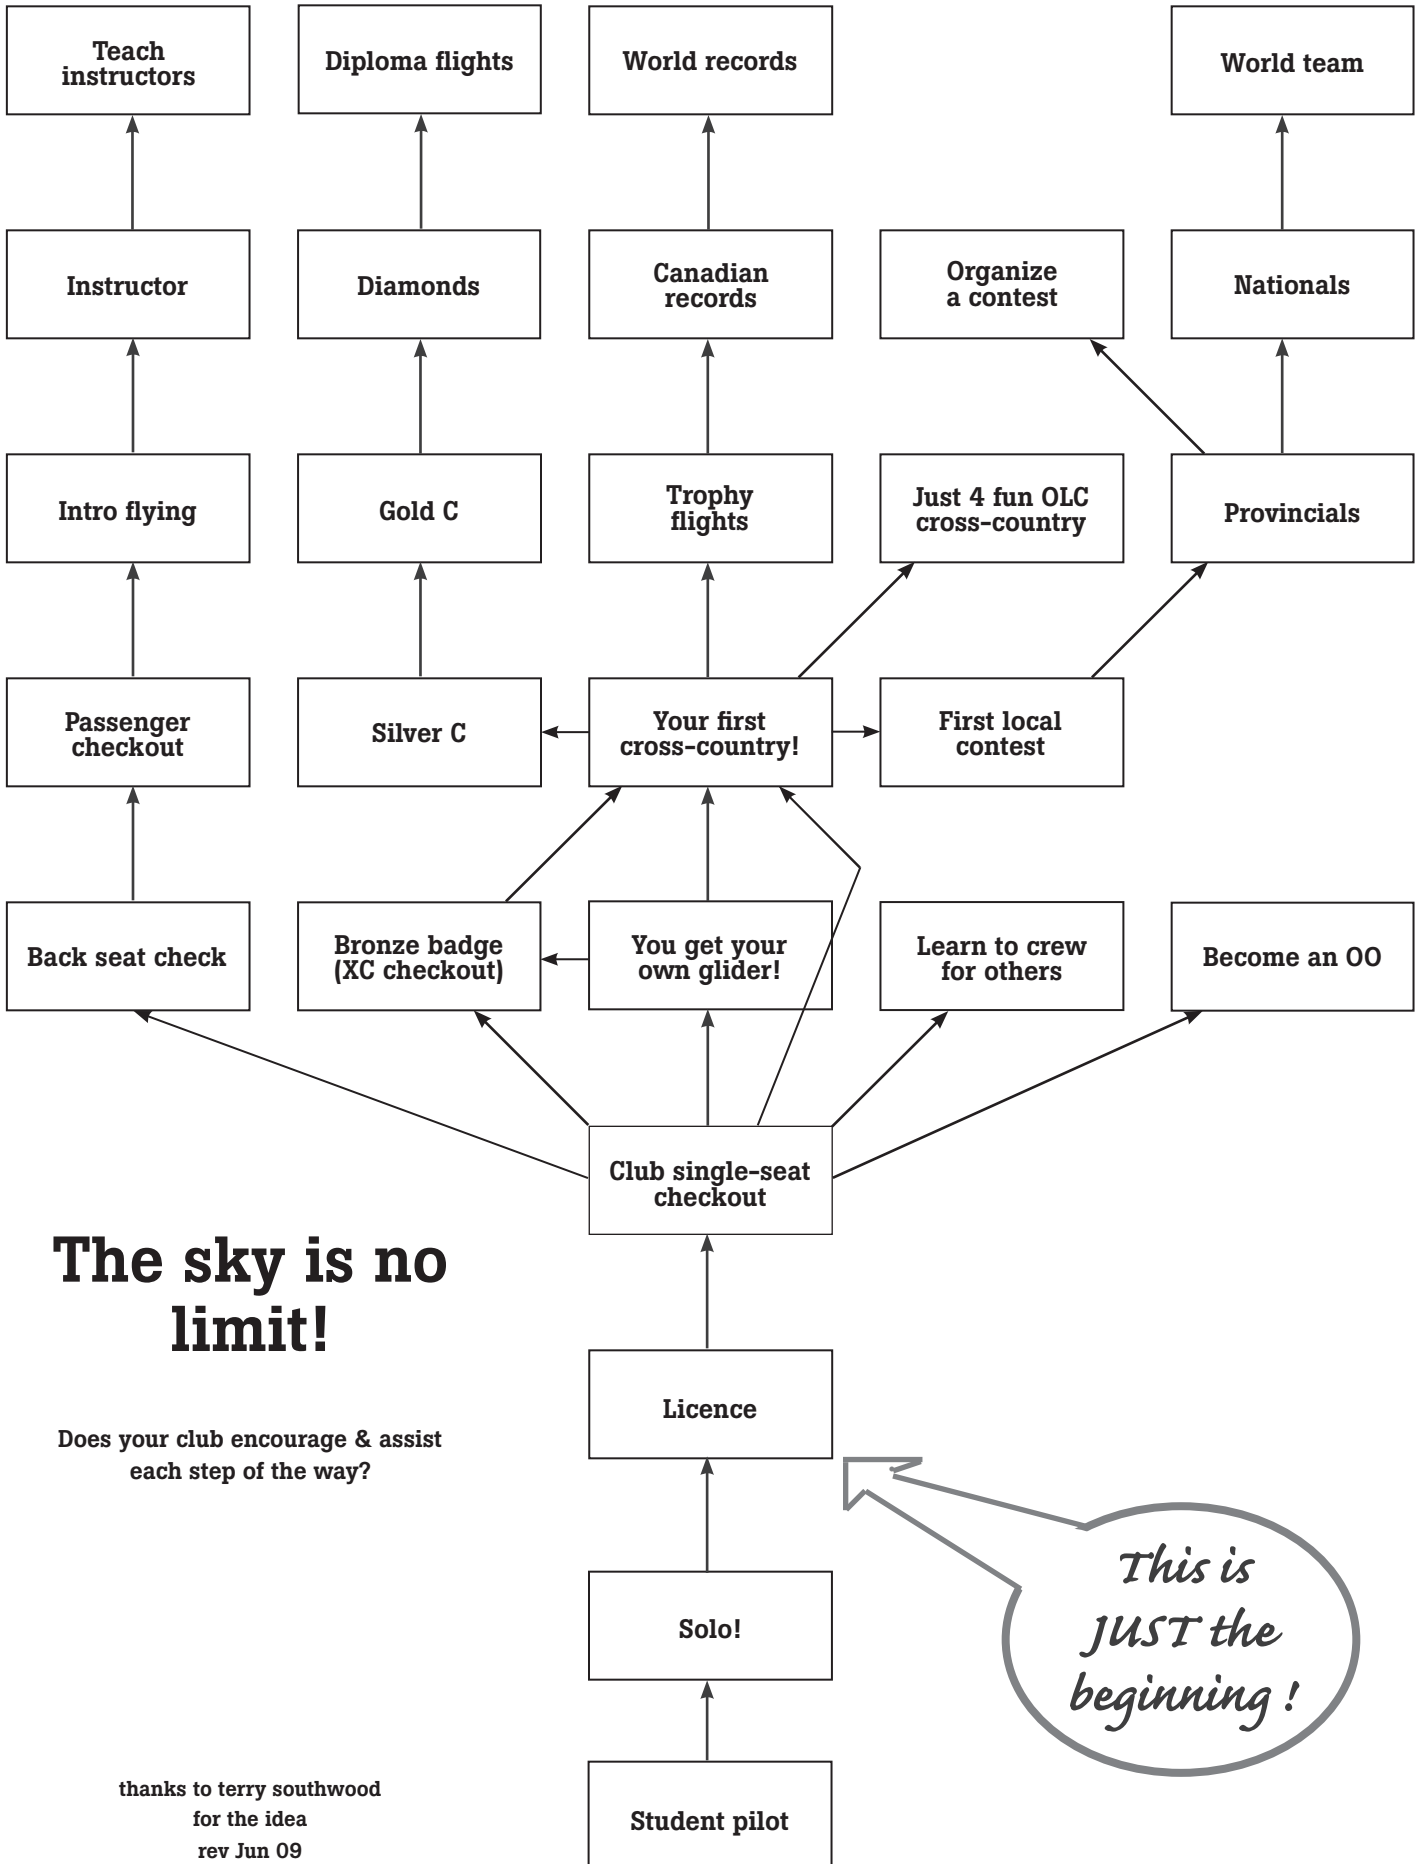 Teach
instructors
Diploma flights
World records
World team
Instructor
Diamonds
Canadian
records
Organize
a contest
Nationals
Intro flying
Gold C
Trophy
flights
Just 4 fun OLC
cross-country
Provincials
Passenger
checkout
Silver C
Your first
cross-country!
First local
contest
Back seat check
Bronze badge
(XC checkout)
You get your
own glider!
Learn to crew
for others
Become an OO
Club single-seat
checkout
The sky is no
limit!
Licence
Does your club encourage & assist
each step of the way?
This is
JUST the
beginning !
Solo!
Student pilot
thanks to terry southwood
for the idea
rev Jun 09